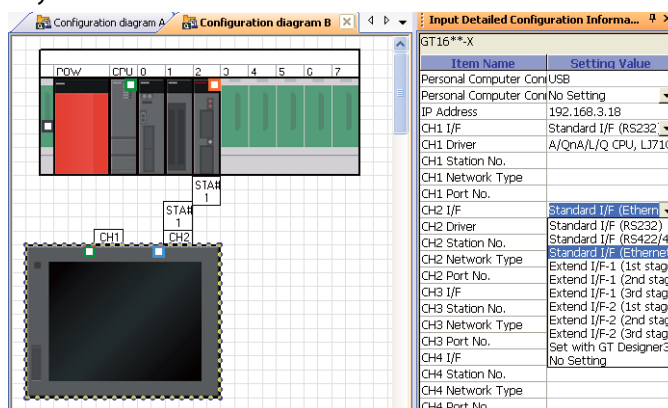 Configuration diagram A
Configuration diagram B
Input Detailed Configuration Informa...
GT16**-X
Item Name Setting Value
Personal Computer Con USB
Personal Computer Con No Setting
IP Address 192.168.3.18
CH1 I/F Standard I/F (RS232)
CH1 Driver A/QnA/L/Q CPU, LJ71C
CH1 Station No.
CH1 Network Type
CH1 Port No.
CH2 I/F Standard I/F (Ethern
CH2 Driver Standard I/F (RS232)
CH2 Station No. Standard I/F (RS422/4
Standard I/F (Ethernet
CH2 Network Type Extend I/F-1 (1st stag
CH2 Port No. Extend I/F-1 (2nd stag
CH3 I/F Extend I/F-1 (3rd stag
CH3 Station No. Extend I/F-2 (1st stag
CH3 Network Type Extend I/F-2 (2nd stag
Extend I/F-2 (3rd stag
CH3 Port No. Set with GT Designer3
CH4 I/F No Setting
CH4 Station No.
CH4 Network Type
CH4 Port No.
POW CPU 0 1 2 3 4 5 6 7
STA#
1
STA#
1
CH1 CH2